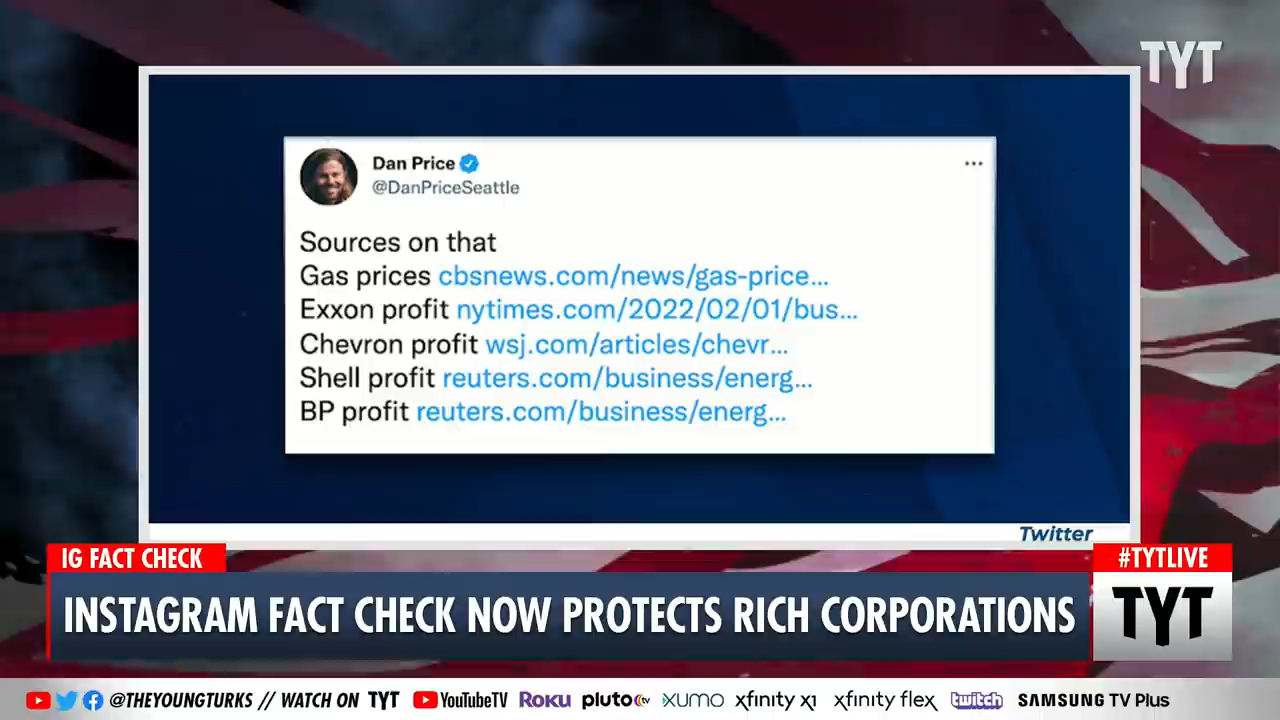 TYT
Dan Price
@DanPriceSeattle
Sources on that
Gas prices cbsnews.com/news/gas-price...
Exxon profit nytimes.com/2022/02/01/bus...
Chevron profit wsj.com/articles/chevr...
Shell profit reuters.com/business/energ...
BP profit reuters.com/business/energ...
Twitter
IG FACT CHECK
#TYTLIVE
INSTAGRAM FACT CHECK NOW PROTECTS RICH CORPORATIONS
TYT
@THEYOUNGTURKS // WATCH ON TYT YouTubeTV ROKU pluto tv XUMO xfinity x1 xfinity flex twitch SAMSUNG TV Plus